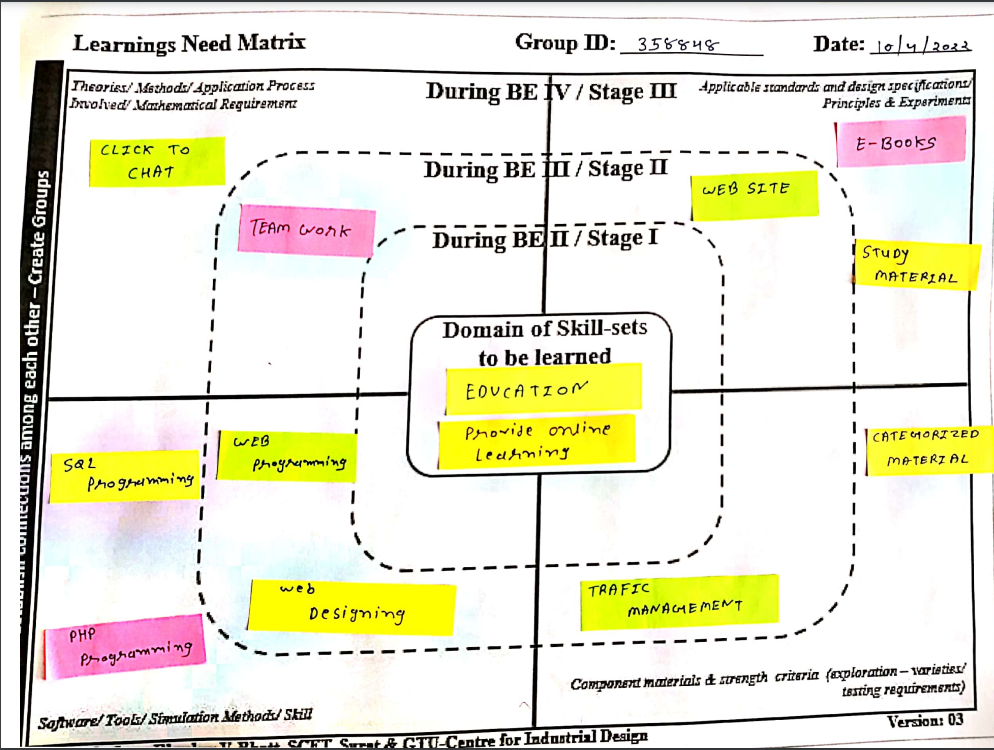 Learnings Need Matrix
Group ID: 358848
Date: 10/4/2022
Theories/ Methods/ Application Process
Involved/ Mathematical Requirement
During BE IV / Stage III
Applicable standards and design specifications/
Principles & Experiments
CLICK TO
CHAT
E-BOOKS
During BE III / Stage II
WEB SITE
TEAM WORK
During BE II / Stage I
STUDY
MATERIAL
Domain of Skill-sets
to be learned
EDUCATION
Provide online
Learning
connections among each other – Create Groups
SQL
Programming
WEB
Programming
CATEGORIZED
MATERIAL
web
Designing
TRAFIC
MANAGEMENT
PHP
Programming
Component materials & strength criteria (exploration – varieties/
testing requirements)
Software/ Tools/ Simulation Methods/ Skill
Version: 03
Bhatt, SCET, Surat & GTU-Centre for Industrial Design